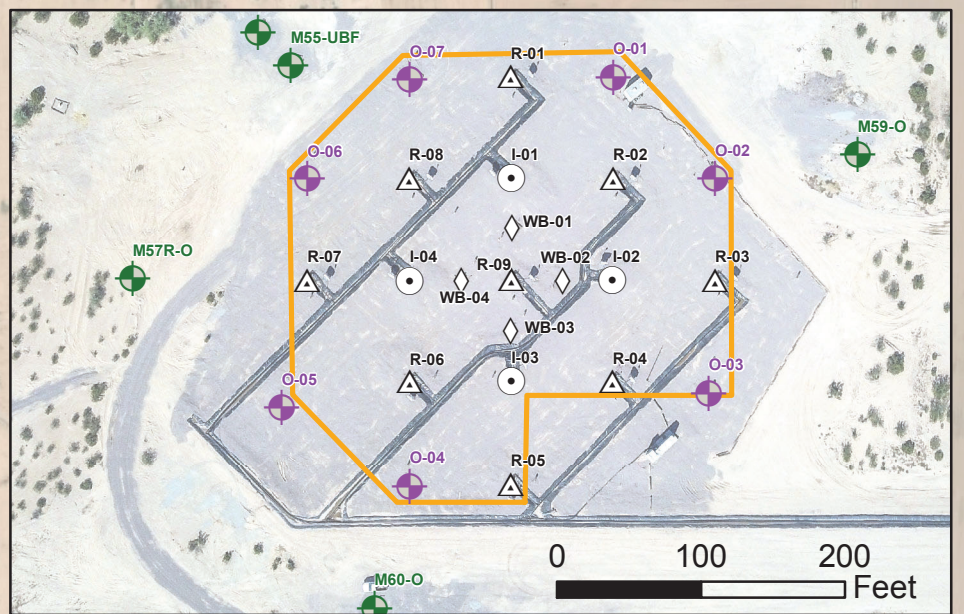 M55-UBF
O-07
R-01
O-01
M59-O
O-06
R-08
I-01
R-02
O-02
WB-01
M57R-O
R-07
I-04
R-09
WB-02
I-02
R-03
WB-04
WB-03
O-05
R-06
I-03
R-04
O-03
O-04
R-05
M60-O
0 100 200
Feet